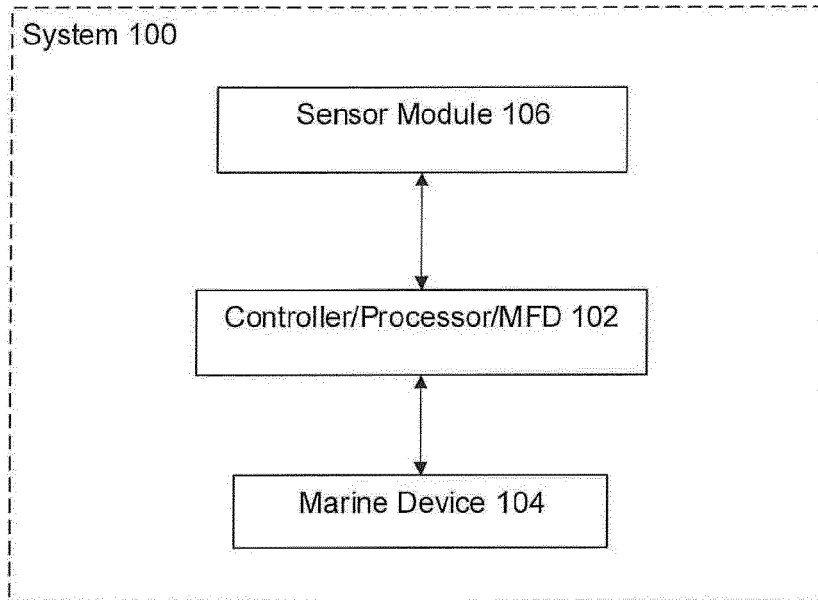 System 100
Sensor Module 106
Controller/Processor/MFD 102
Marine Device 104